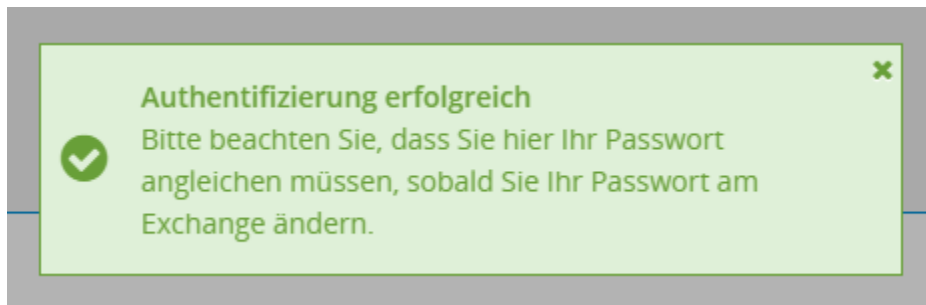 Authentifizierung erfolgreich
Bitte beachten Sie, dass Sie hier Ihr Passwort
angleichen müssen, sobald Sie Ihr Passwort am
Exchange ändern.